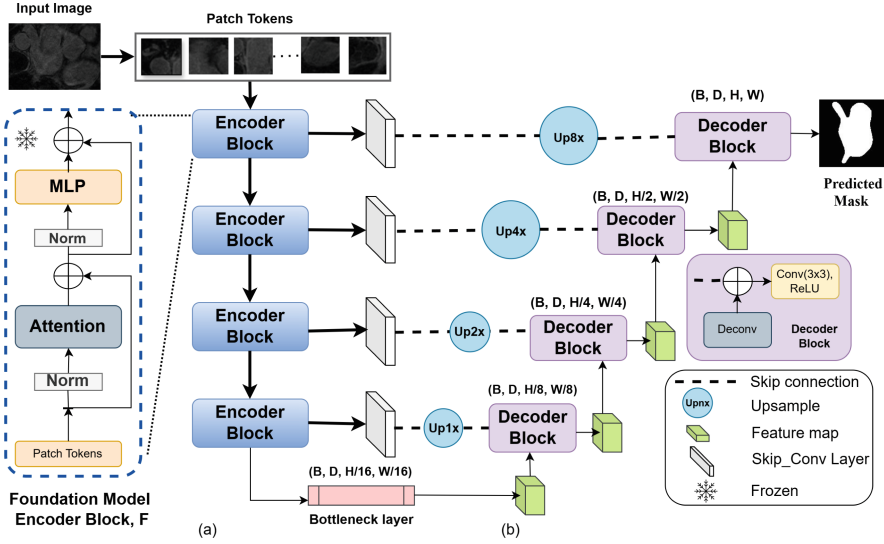 Input Image
Patch Tokens
Encoder
Block
Up8x
(B, D, H, W)
Decoder
Block
Predicted
Mask
MLP
Norm
Attention
Norm
Patch Tokens
Foundation Model
Encoder Block, F
Encoder
Block
Up4x
(B, D, H/2, W/2)
Decoder
Block
Encoder
Block
Up2x
(B, D, H/4, W/4)
Decoder
Block
Encoder
Block
Up1x
(B, D, H/8, W/8)
Decoder
Block
(B, D, H/16, W/16)
Bottleneck layer
(a)
(b)
Conv(3x3),
ReLU
Deconv
Decoder
Block
Skip connection
Upnx
Upsample
Feature map
Skip_Conv Layer
Frozen